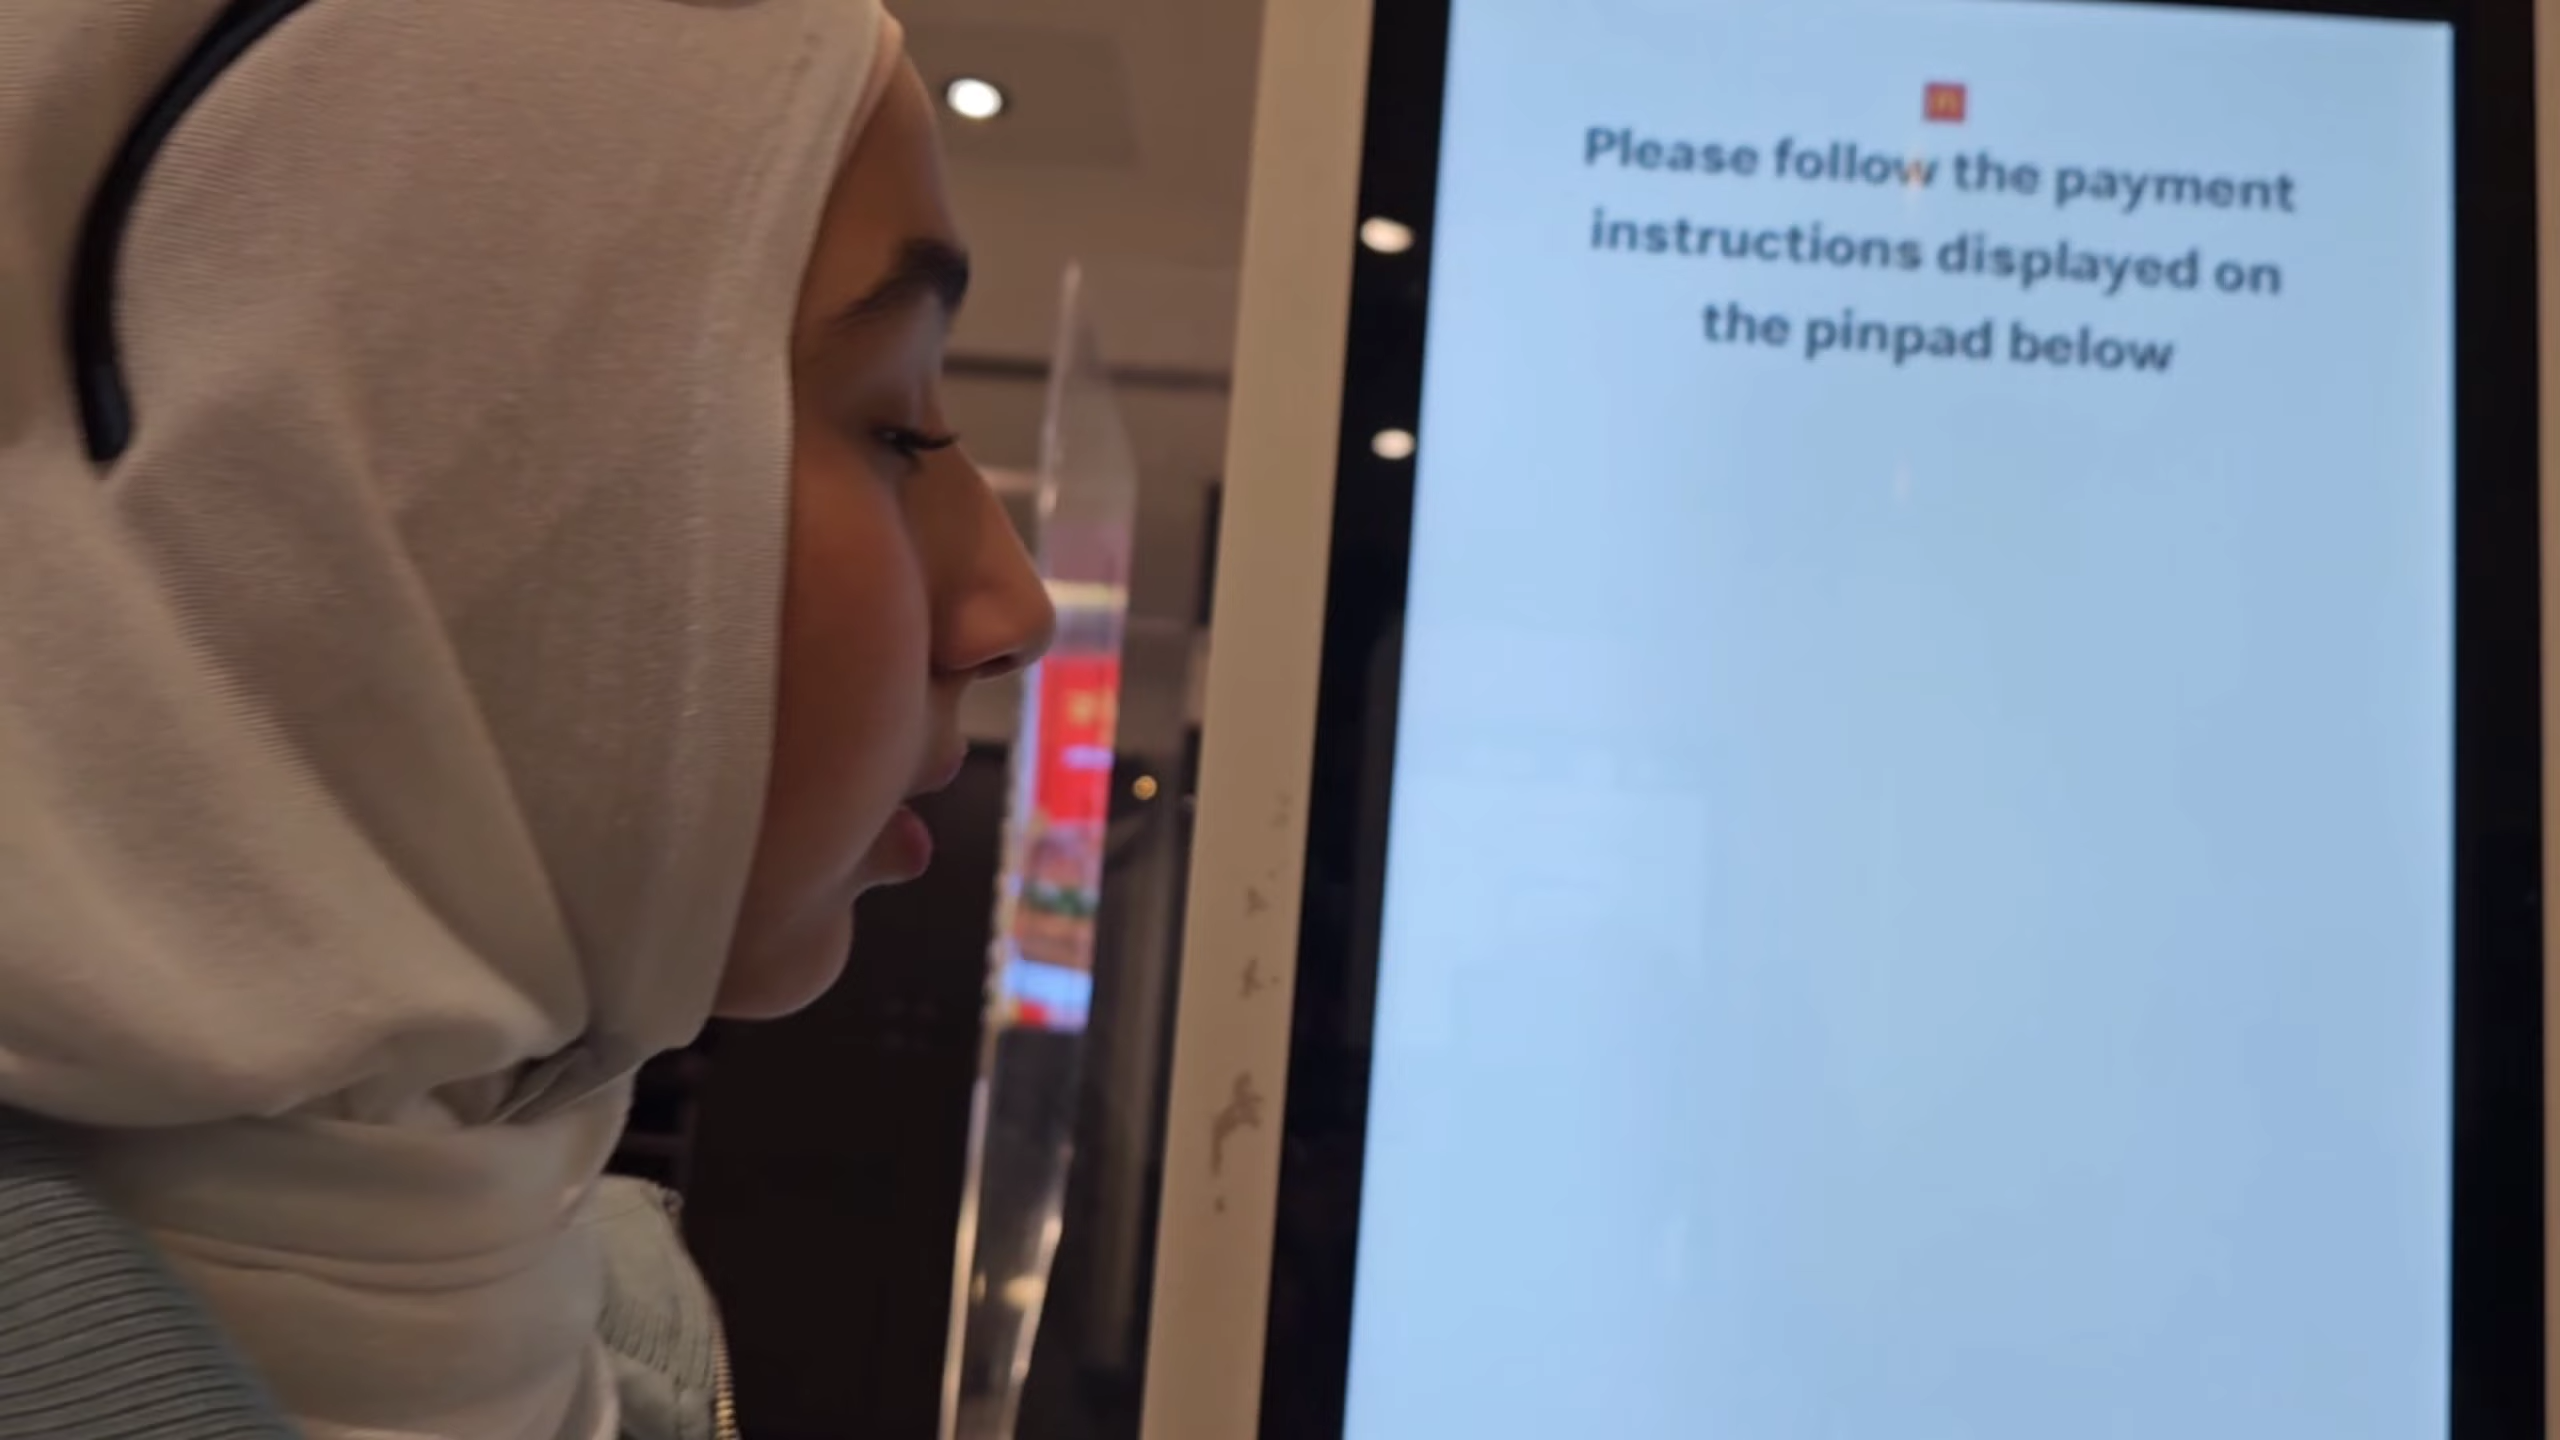 Please follow the payment
instructions displayed on
the pinpad below